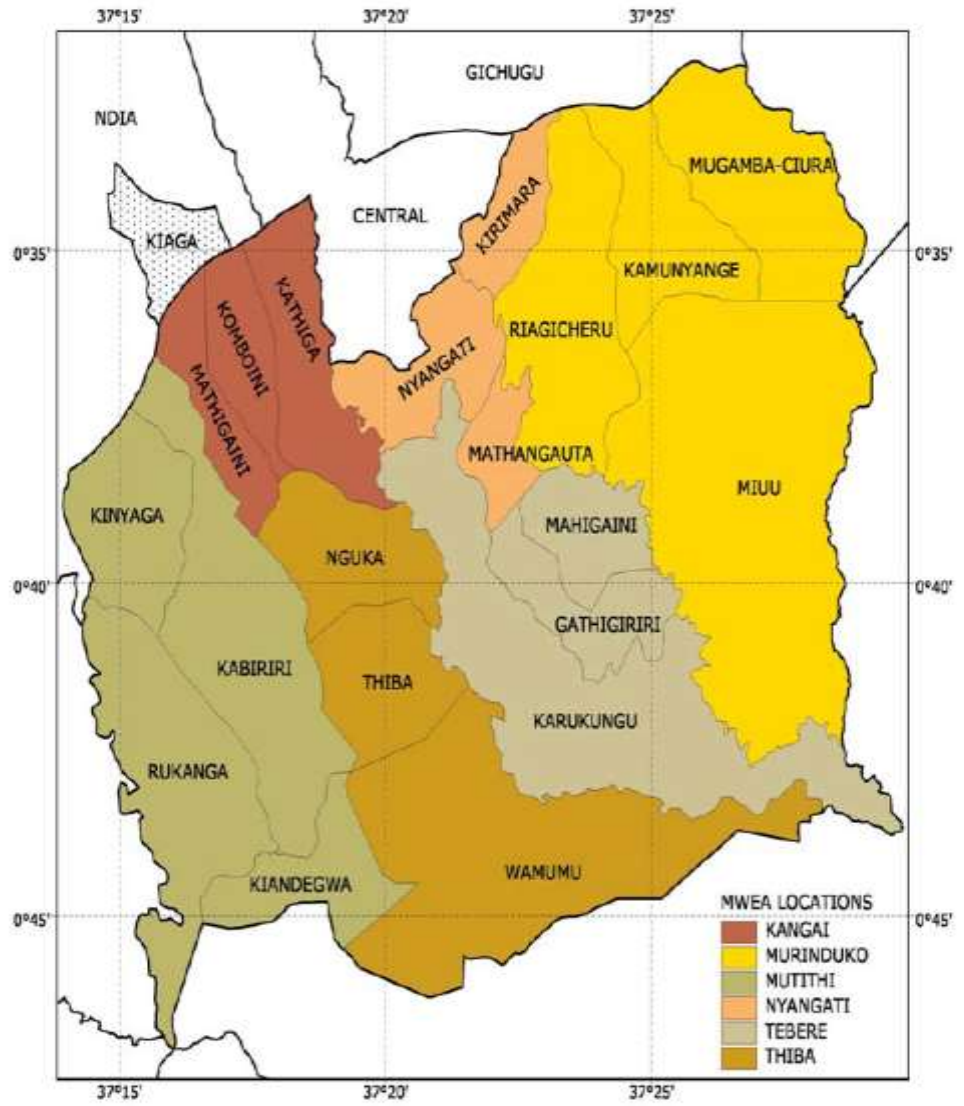 37°15'
37°20'
37°25'
GICHUGU
NDIA
MUGAMBA-CIURA
KIRIMARA
CENTRAL
KIAGA
0°35'
0°35'
KAMUNYANGE
KATHIGA
KOMBOINI
RIAGICHERU
NYANGATI
MATHIGAINI
MATHANGAUTA
MIUU
KINYAGA
MAHIGAINI
NGUKA
0°40'
0°40'
GATHIGIRIRI
KABIRIRI
THIBA
KARUKUNGU
RUKANGA
WAMUMU
KIANDEGWA
MWEA LOCATIONS
0°45'
0°45'
KANGAI
MURINDUKO
MUTITHI
NYANGATI
TEBERE
THIBA
37°15'
37°20'
37°25'